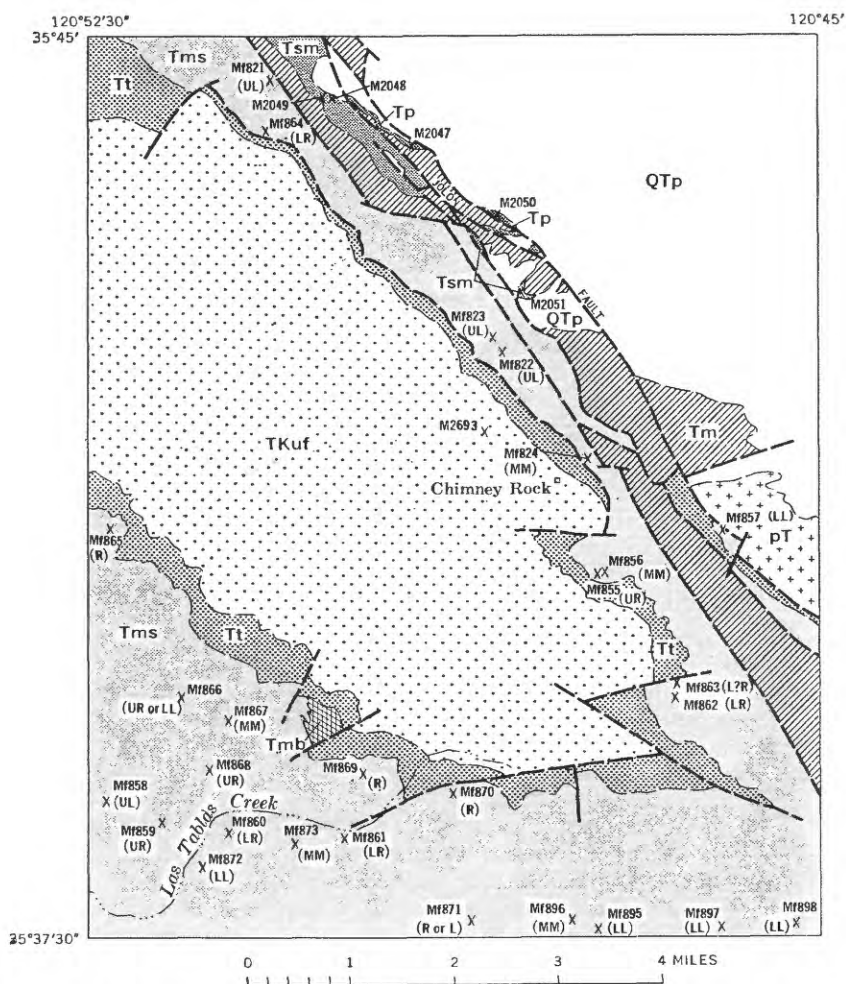 120°52'30"
120°45'
35°45'
Tsm
Tms
Mf821
(UL)
M2048
Tt
M2049
Tp
Mf864
(LR)
M2047
JOLON
QTp
M2050
Tp
Tsm
M2051
FAULT
Mf823
(UL)
QTp
Mf822
(UL)
M2693
Tm
TKuf
Mf824
(MM)
Chimney Rock
Mf857 (LL)
Mf865
(R)
pT
Mf856
(MM)
Mf855
(UR)
Tms
Tt
Tt
Mf866
(UR or LL)
Mf863 (L?R)
Mf862 (LR)
Mf867
(MM)
Tmb
Mf868
(UR)
Mf869
(R)
Mf858
(UL)
Mf870
(R)
Las Tablas Creek
Mf859
(UR)
Mf860
(LR)
Mf873
(MM)
Mf861
(LR)
Mf872
(LL)
Mf871
(R or L)
Mf896
(MM)
Mf895
(LL)
Mf897
(LL)
Mf898
(LL)
35°37'30"
0 1 2 3 4 MILES